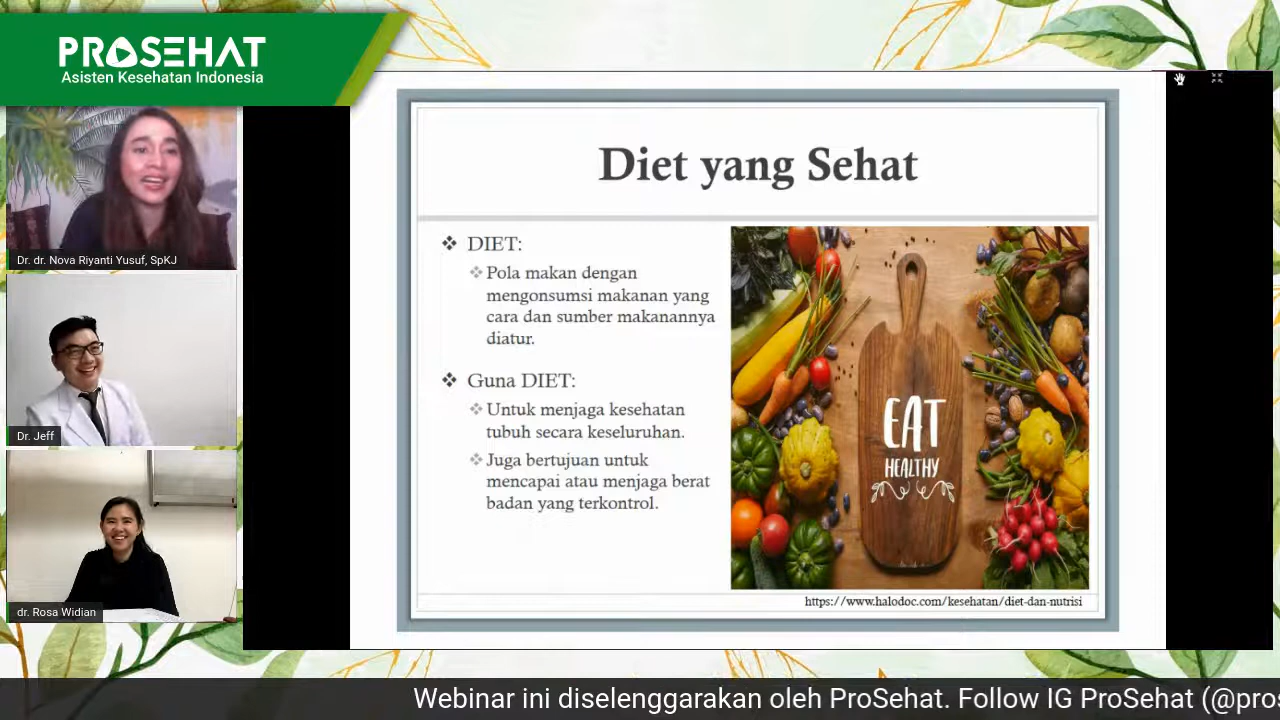 PROSEHAT
Asisten Kesehatan Indonesia
Dr. dr. Nova Riyanti Yusuf, SpKJ
Dr. Jeff
dr. Rosa Widian
Diet yang Sehat
DIET:
Pola makan dengan
mengonsumsi makanan yang
cara dan sumber makanannya
diatur.
Guna DIET:
Untuk menjaga kesehatan
tubuh secara keseluruhan.
Juga bertujuan untuk
mencapai atau menjaga berat
badan yang terkontrol.
EAT
HEALTHY
https://www.halodoc.com/kesehatan/diet-dan-nutrisi
Webinar ini diselenggarakan oleh ProSehat. Follow IG ProSehat (@pros